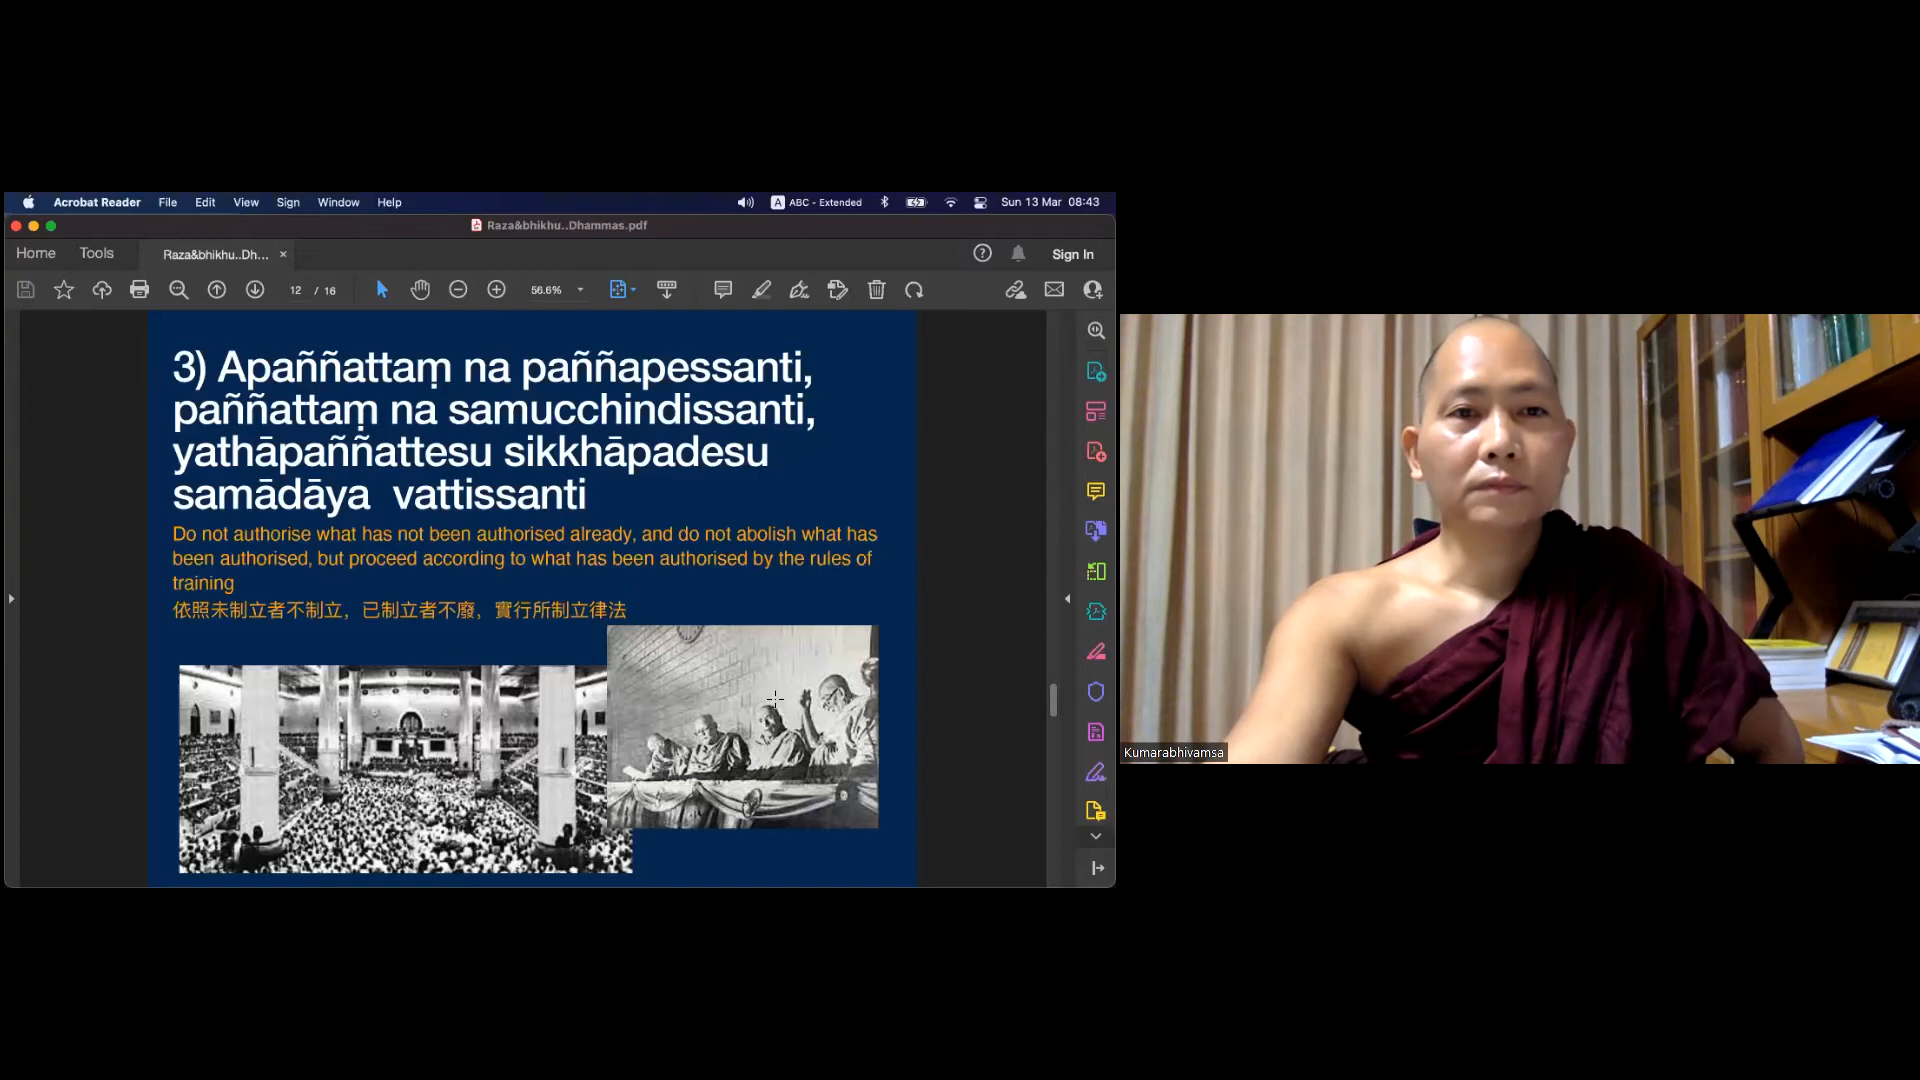 Acrobat Reader File Edit View Sign Window Help ABC - Extended Sun 13 Mar 08:43
Raza&bhikhu..Dhammas.pdf
Home Tools Raza&bhikhu..Dh... × Sign In
12 / 16 56.6%
3) Apaññattaṃ na paññapessanti,
paññattaṃ na samucchindissanti,
yathāpaññattesu sikkhāpadesu
samādāya vattissanti
Do not authorise what has not been authorised already, and do not abolish what has
been authorised, but proceed according to what has been authorised by the rules of
training
依照未制立者不制立，已制立者不廢，實行所制立律法
Kumarabhivamsa